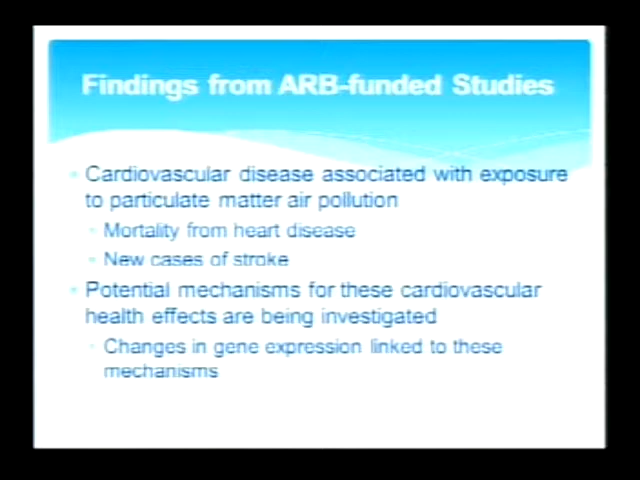 Findings from ARB-funded Studies
Cardiovascular disease associated with exposure
to particulate matter air pollution
Mortality from heart disease
New cases of stroke
Potential mechanisms for these cardiovascular
health effects are being investigated
Changes in gene expression linked to these
mechanisms